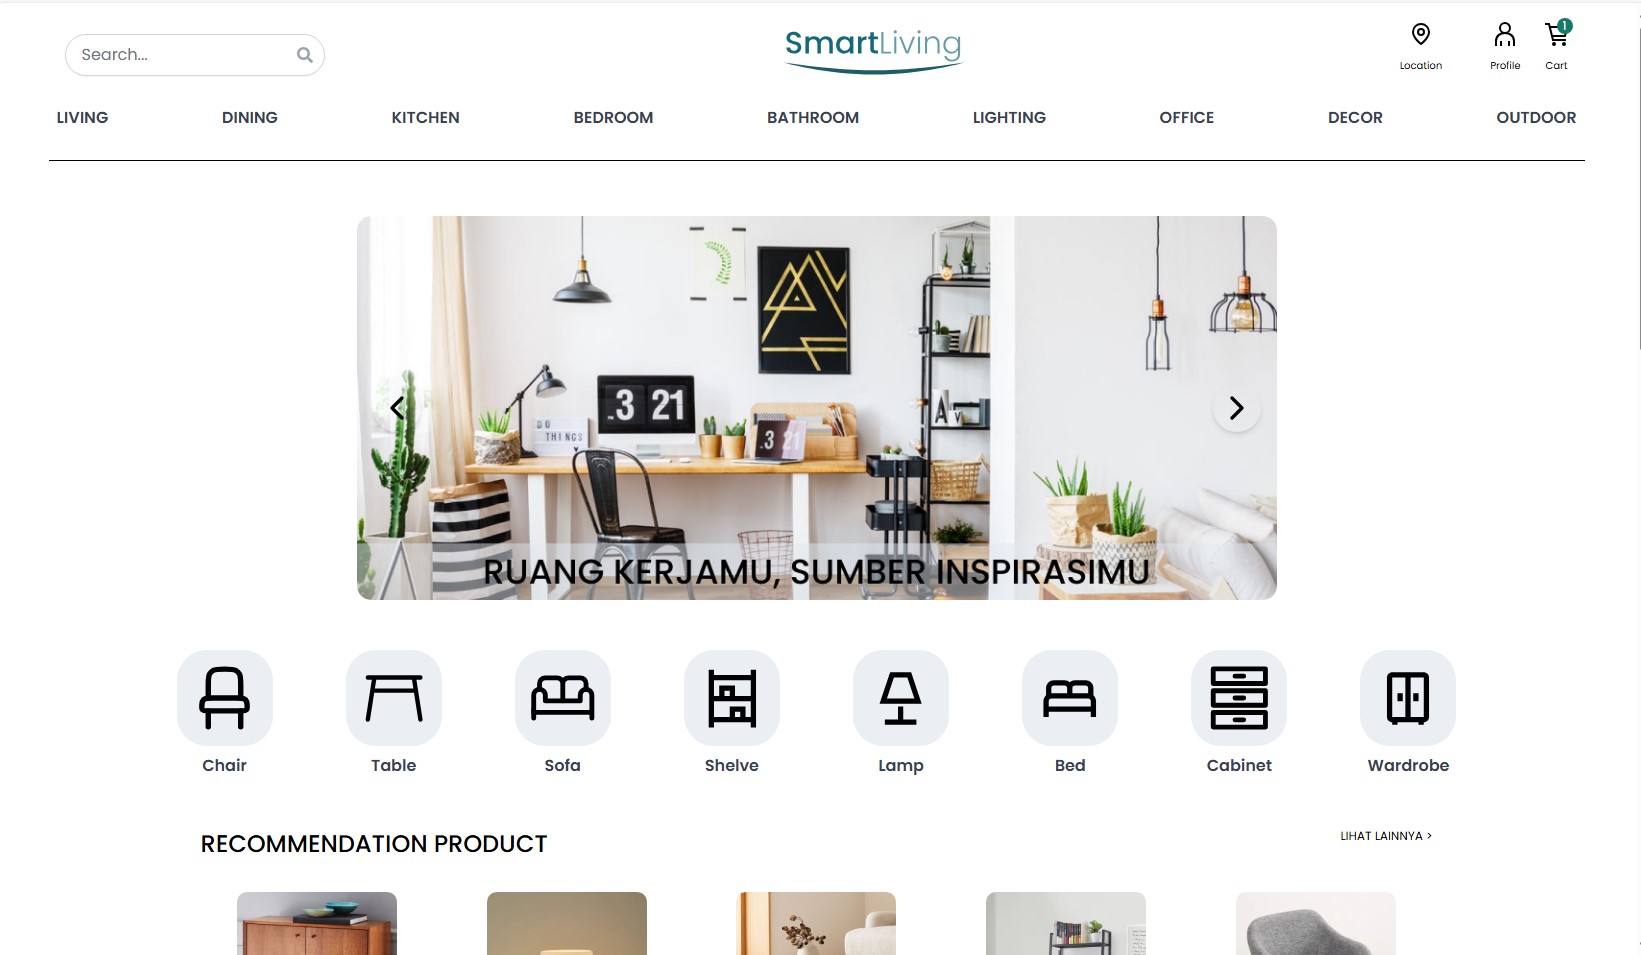 Search...
SmartLiving
1
Location
Profile
Cart
LIVING
DINING
KITCHEN
BEDROOM
BATHROOM
LIGHTING
OFFICE
DECOR
OUTDOOR
3 21
DO
THINGS
3 21
AV
RUANG KERJAMU, SUMBER INSPIRASIMU
Chair
Table
Sofa
Shelve
Lamp
Bed
Cabinet
Wardrobe
RECOMMENDATION PRODUCT
LIHAT LAINNYA >